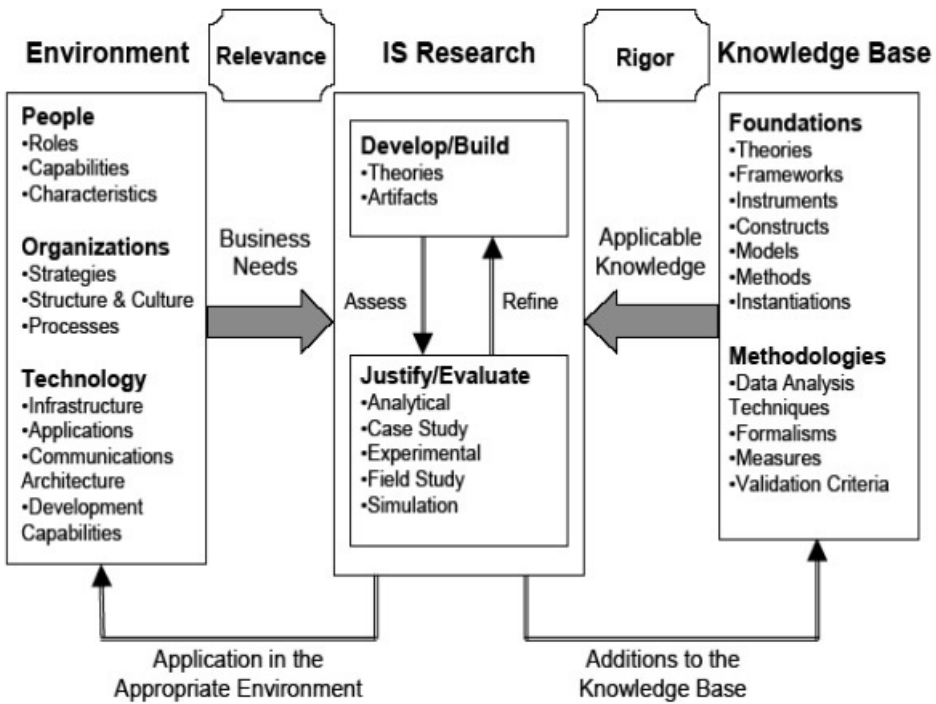 Environment
Relevance
IS Research
Rigor
Knowledge Base
People
•Roles
•Capabilities
•Characteristics
Organizations
•Strategies
•Structure & Culture
•Processes
Technology
•Infrastructure
•Applications
•Communications
Architecture
•Development
Capabilities
Business
Needs
Develop/Build
•Theories
•Artifacts
Assess
Refine
Justify/Evaluate
•Analytical
•Case Study
•Experimental
•Field Study
•Simulation
Applicable
Knowledge
Foundations
•Theories
•Frameworks
•Instruments
•Constructs
•Models
•Methods
•Instantiations
Methodologies
•Data Analysis
Techniques
•Formalisms
•Measures
•Validation Criteria
Application in the
Appropriate Environment
Additions to the
Knowledge Base